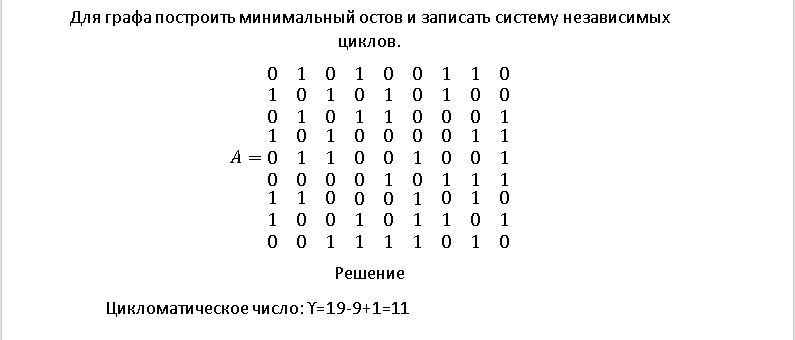 Для графа построить минимальный остов и записать систему независимых
циклов.
0 1 0 1 0 0 1 1 0
1 0 1 0 1 0 1 0 0
0 1 0 1 1 0 0 0 1
1 0 1 0 0 0 0 1 1
A = 0 1 1 0 0 1 0 0 1
0 0 0 0 1 0 1 1 1
1 1 0 0 0 1 0 1 0
1 0 0 1 0 1 1 0 1
0 0 1 1 1 1 0 1 0
Решение
Цикломатическое число: ϒ=19-9+1=11